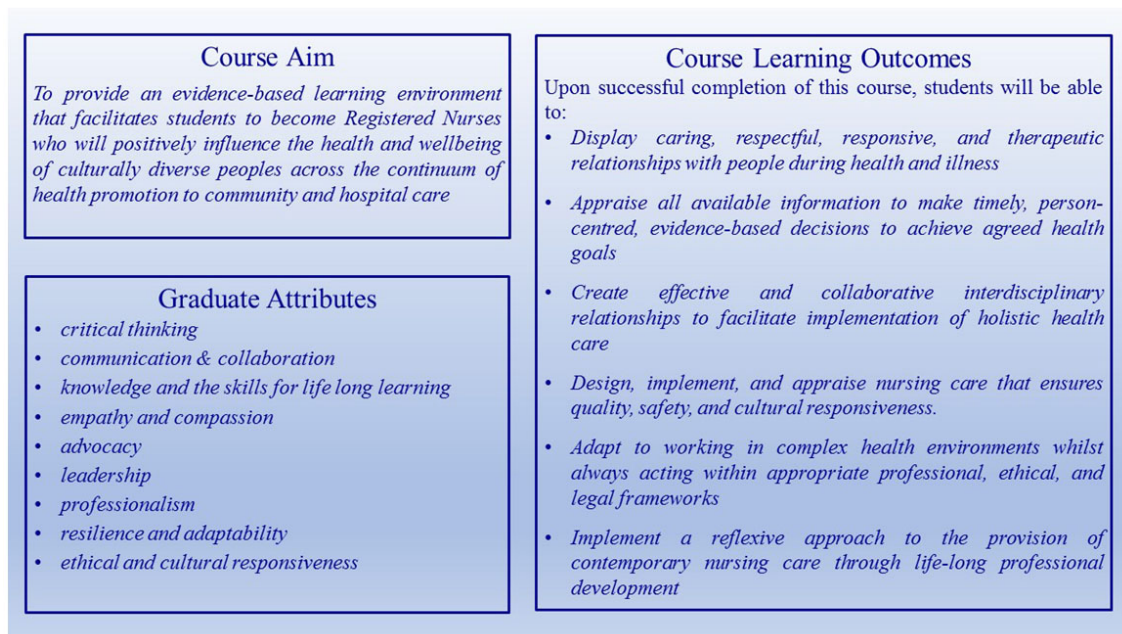 Course Aim
To provide an evidence-based learning environment
that facilitates students to become Registered Nurses
who will positively influence the health and wellbeing
of culturally diverse peoples across the continuum of
health promotion to community and hospital care
Graduate Attributes
• critical thinking
• communication & collaboration
• knowledge and the skills for life long learning
• empathy and compassion
• advocacy
• leadership
• professionalism
• resilience and adaptability
• ethical and cultural responsiveness
Course Learning Outcomes
Upon successful completion of this course, students will be able
to:
• Display caring, respectful, responsive, and therapeutic
relationships with people during health and illness
• Appraise all available information to make timely, person-
centred, evidence-based decisions to achieve agreed health
goals
• Create effective and collaborative interdisciplinary
relationships to facilitate implementation of holistic health
care
• Design, implement, and appraise nursing care that ensures
quality, safety, and cultural responsiveness.
• Adapt to working in complex health environments whilst
always acting within appropriate professional, ethical, and
legal frameworks
• Implement a reflexive approach to the provision of
contemporary nursing care through life-long professional
development